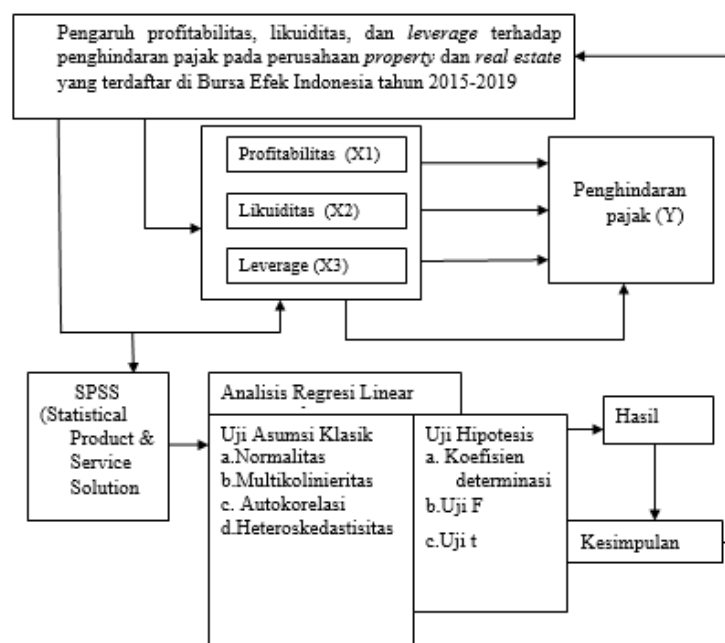 Pengaruh profitabilitas, likuiditas, dan leverage terhadap
penghindaran pajak pada perusahaan property dan real estate
yang terdaftar di Bursa Efek Indonesia tahun 2015-2019
Profitabilitas (X1)
Likuiditas (X2)
Leverage (X3)
Penghindaran
pajak (Y)
SPSS
(Statistical
Product &
Service
Solution
Analisis Regresi Linear
Uji Asumsi Klasik
a.Normalitas
b.Multikolinieritas
c. Autokorelasi
d.Heteroskedastisitas
Uji Hipotesis
a. Koefisien
determinasi
b.Uji F
c.Uji t
Hasil
Kesimpulan